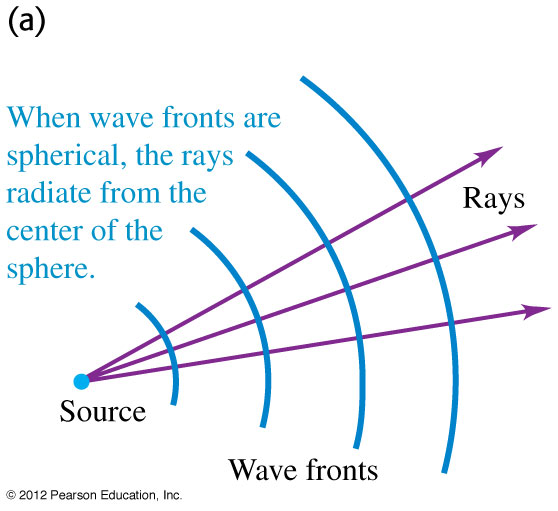 (a)
When wave fronts are
spherical, the rays
radiate from the
center of the
sphere.
Rays
Source
Wave fronts
© 2012 Pearson Education, Inc.